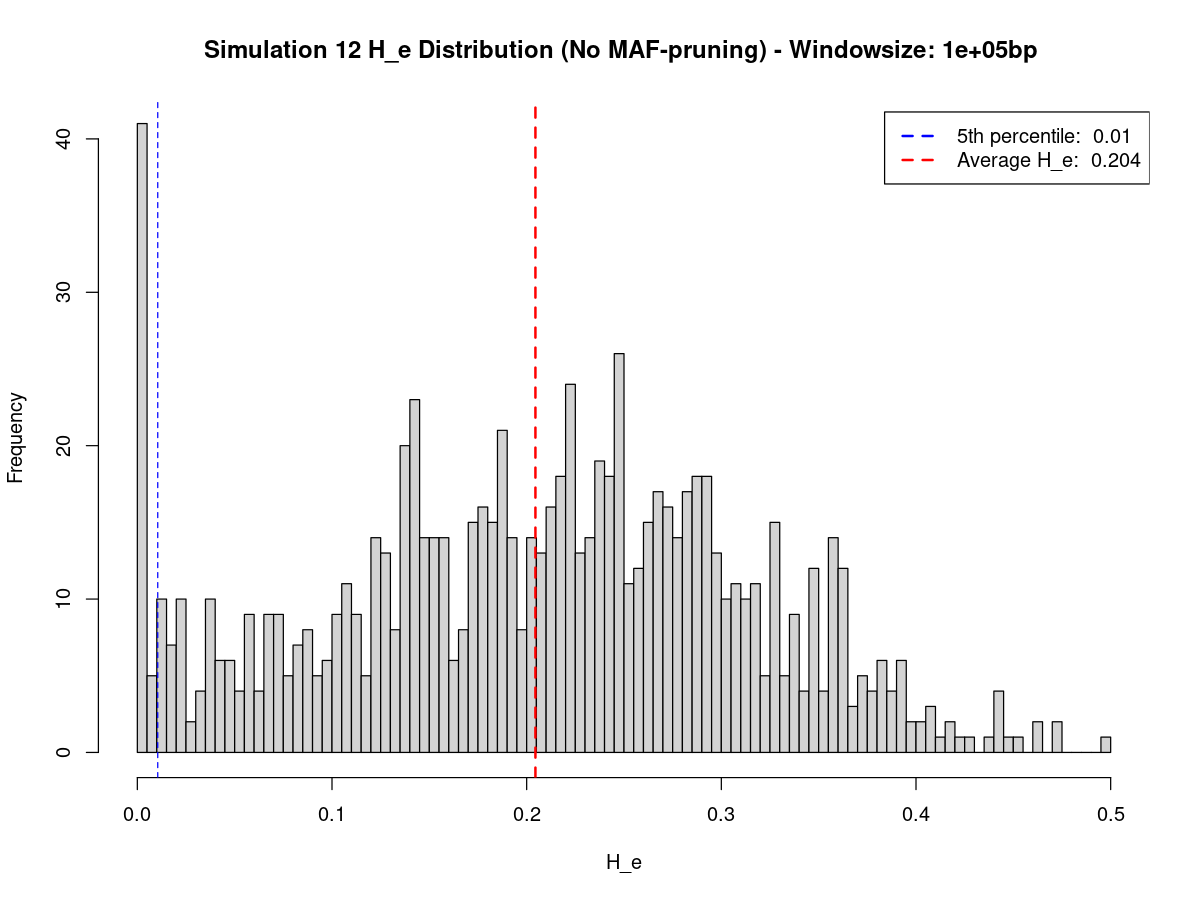 Simulation 12 H_e Distribution (No MAF-pruning) - Windowsize: 1e+05bp
5th percentile:  0.01
Average H_e:  0.204
Frequency
40
30
20
10
0
0.0 0.1 0.2 0.3 0.4 0.5
H_e